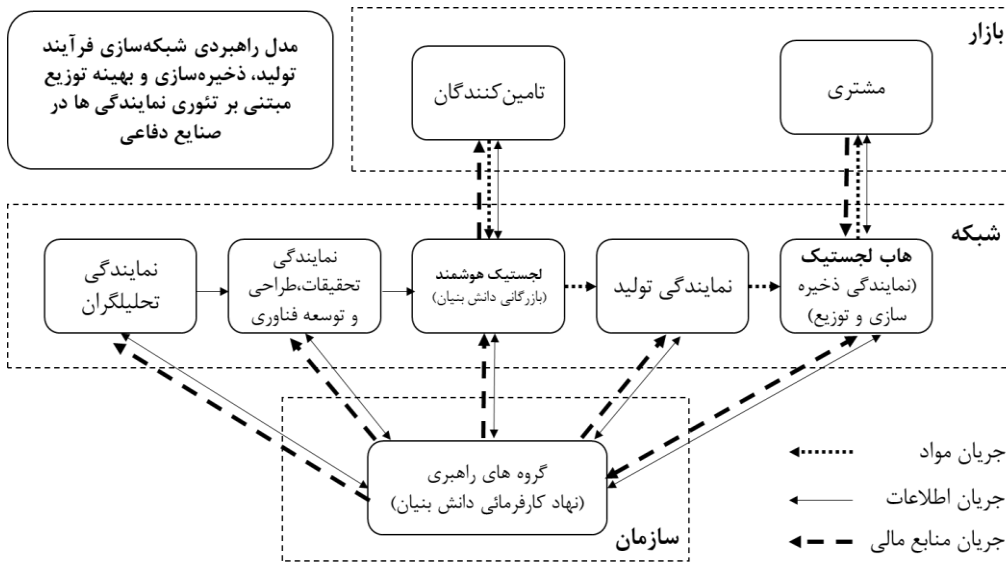 مدل راهبردی شبکه‌سازی فرآیند
تولید، ذخیره‌سازی و بهینه توزیع
مبتنی بر تئوری نمایندگی ها در
صنایع دفاعی
بازار
مشتری
تامین‌کنندگان
شبکه
هاب لجستیک
(نمایندگی ذخیره
سازی و توزیع)
نمایندگی تولید
لجستیک هوشمند
(بازرگانی دانش بنیان)
نمایندگی
تحقیقات،طراحی
و توسعه فناوری
نمایندگی
تحلیلگران
گروه های راهبری
(نهاد کارفرمائی دانش بنیان)
سازمان
جریان مواد
جریان اطلاعات
جریان منابع مالی